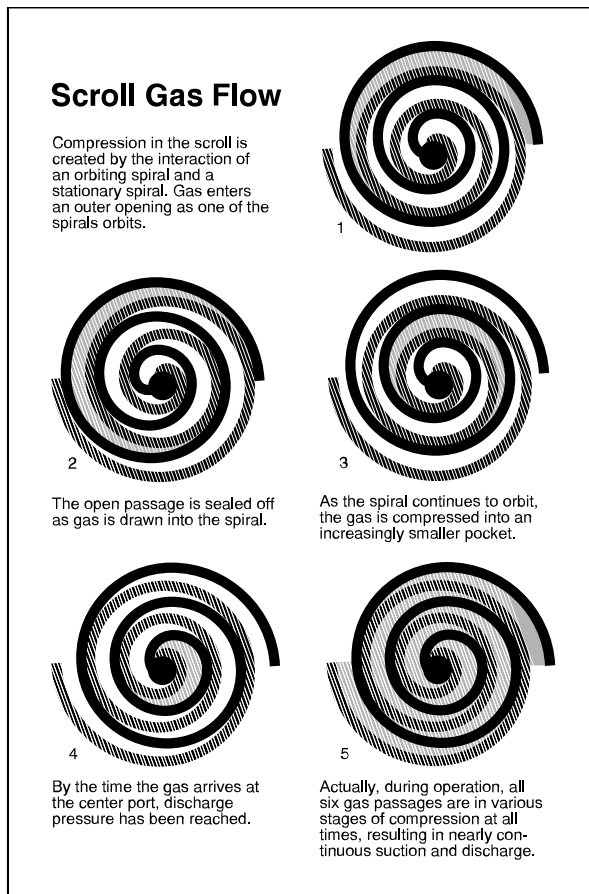 Scroll Gas Flow
Compression in the scroll is
created by the interaction of
an orbiting spiral and a
stationary spiral. Gas enters
an outer opening as one of the
spirals orbits.
1
2
The open passage is sealed off
as gas is drawn into the spiral.
3
As the spiral continues to orbit,
the gas is compressed into an
increasingly smaller pocket.
4
By the time the gas arrives at
the center port, discharge
pressure has been reached.
5
Actually, during operation, all
six gas passages are in various
stages of compression at all
times, resulting in nearly con-
tinuous suction and discharge.